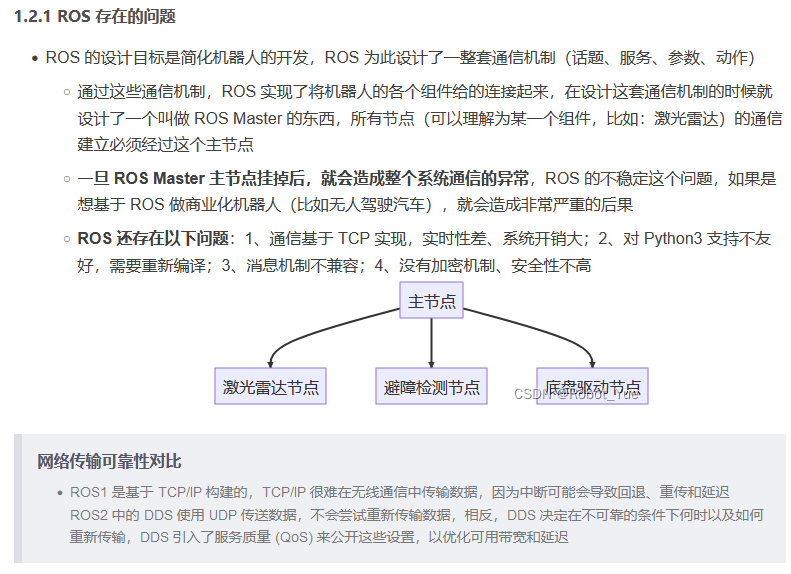 1.2.1 ROS 存在的问题
ROS 的设计目标是简化机器人的开发，ROS 为此设计了一整套通信机制（话题、服务、参数、动作）
通过这些通信机制，ROS 实现了将机器人的各个组件给的连接起来，在设计这套通信机制的时候就
设计了一个叫做 ROS Master 的东西，所有节点（可以理解为某一个组件，比如：激光雷达）的通信
建立必须经过这个主节点
一旦 ROS Master 主节点挂掉后，就会造成整个系统通信的异常，ROS 的不稳定这个问题，如果是
想基于 ROS 做商业化机器人（比如无人驾驶汽车），就会造成非常严重的后果
ROS 还存在以下问题：1、通信基于 TCP 实现，实时性差、系统开销大；2、对 Python3 支持不友
好，需要重新编译；3、消息机制不兼容；4、没有加密机制、安全性不高
主节点
激光雷达节点 避障检测节点 底盘驱动节点
CSDN @Robot_Yue
网络传输可靠性对比
ROS1 是基于 TCP/IP 构建的，TCP/IP 很难在无线通信中传输数据，因为中断可能会导致回退、重传和延迟
ROS2 中的 DDS 使用 UDP 传送数据，不会尝试重新传输数据，相反，DDS 决定在不可靠的条件下何时以及如何
重新传输，DDS 引入了服务质量 (QoS) 来公开这些设置，以优化可用带宽和延迟